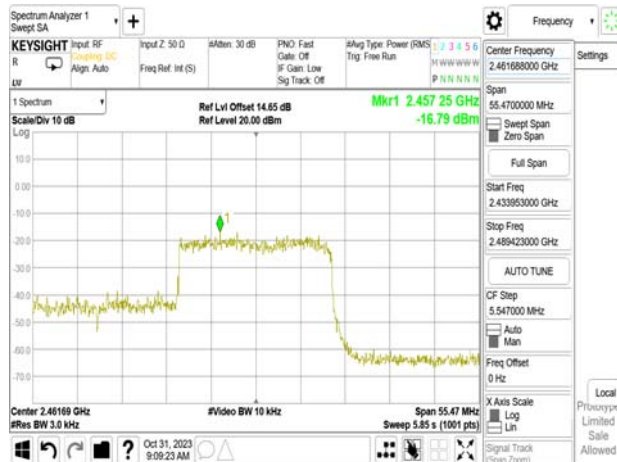 Spectrum Analyzer 1
Swept SA
+
Frequency
KEYSIGHT
R
Input: RF
Coupling: DC
Align: Auto
Input Z: 50 Ω
Freq Ref: Int (S)
#Atten: 30 dB
PNO: Fast
Gate: Off
IF Gain: Low
Sig Track: Off
#Avg Type: Power (RMS
Trig: Free Run
1 2 3 4 5 6
M W W W W W
P N N N N N
1 Spectrum
Scale/Div 10 dB
Ref Lvl Offset 14.65 dB
Ref Level 20.00 dBm
Mkr1 2.457 25 GHz
-16.79 dBm
Log
10.0
0.00
-10.0
-20.0
-30.0
-40.0
-50.0
-60.0
-70.0
1
Center 2.46169 GHz
#Res BW 3.0 kHz
#Video BW 10 kHz
Span 55.47 MHz
Sweep 5.85 s (1001 pts)
Oct 31, 2023
9:09:23 AM
?
Center Frequency
2.461688000 GHz
Span
55.4700000 MHz
Swept Span
Zero Span
Full Span
Start Freq
2.433953000 GHz
Stop Freq
2.489423000 GHz
AUTO TUNE
CF Step
5.547000 MHz
Auto
Man
Freq Offset
0 Hz
X Axis Scale
Log
Lin
Signal Track
(Span Zoom)
Settings
Local
Prototype
Limited
Sale
Allowed